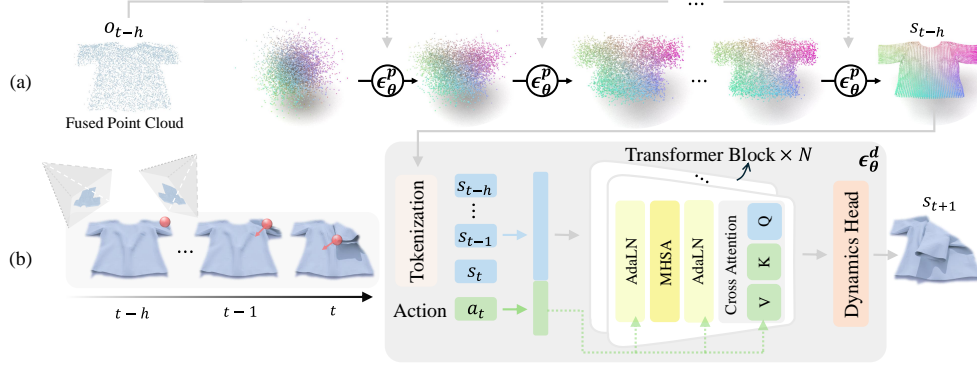 o_{t-h}
...
s_{t-h}
(a)
ϵ_θ^p
ϵ_θ^p
...
ϵ_θ^p
Fused Point Cloud
Transformer Block × N
ϵ_θ^d
...
Tokenization
s_{t-h}
⋮
s_{t-1}
s_t
Action
a_t
AdaLN
MHSA
AdaLN
Cross Attention
Q
K
V
Dynamics Head
s_{t+1}
(b)
...
t-h
t-1
t